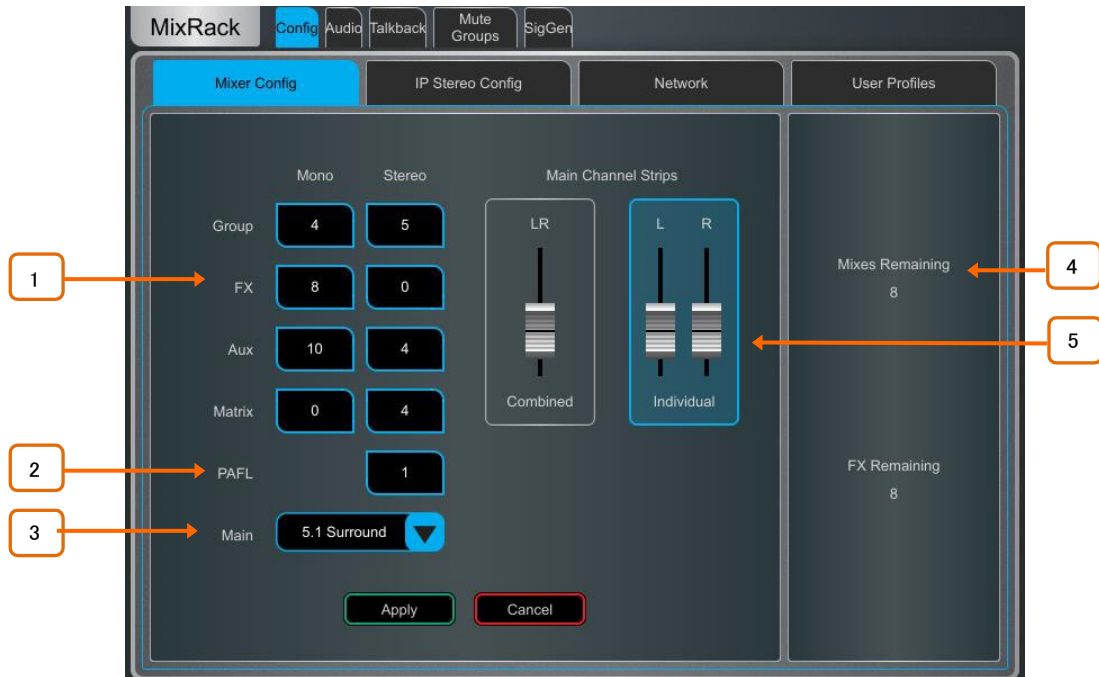 MixRack Config Audio Talkback Mute Groups SigGen
Mixer Config IP Stereo Config Network User Profiles
Mono Stereo Main Channel Strips
Group 4 5 LR L R
1 FX 8 0 Mixes Remaining 4
8
Aux 10 4 5
Matrix 0 4 Combined Individual
2 PAFL 1 FX Remaining
8
3 Main 5.1 Surround
Apply Cancel